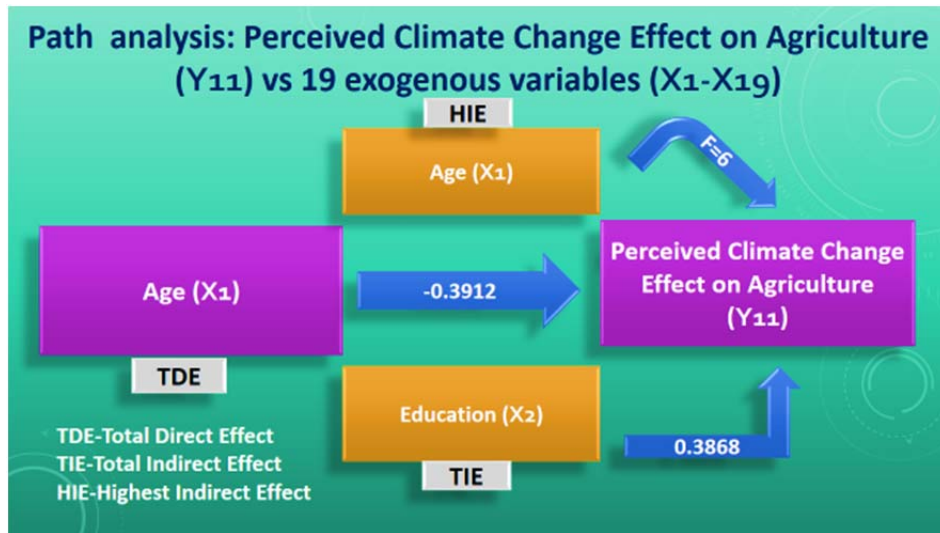 Path analysis: Perceived Climate Change Effect on Agriculture
(Y11) vs 19 exogenous variables (X1-X19)
HIE
Age (X1)
F=6
Age (X1)
-0.3912
Perceived Climate Change
Effect on Agriculture
(Y11)
TDE
Education (X2)
0.3868
TIE
TDE-Total Direct Effect
TIE-Total Indirect Effect
HIE-Highest Indirect Effect